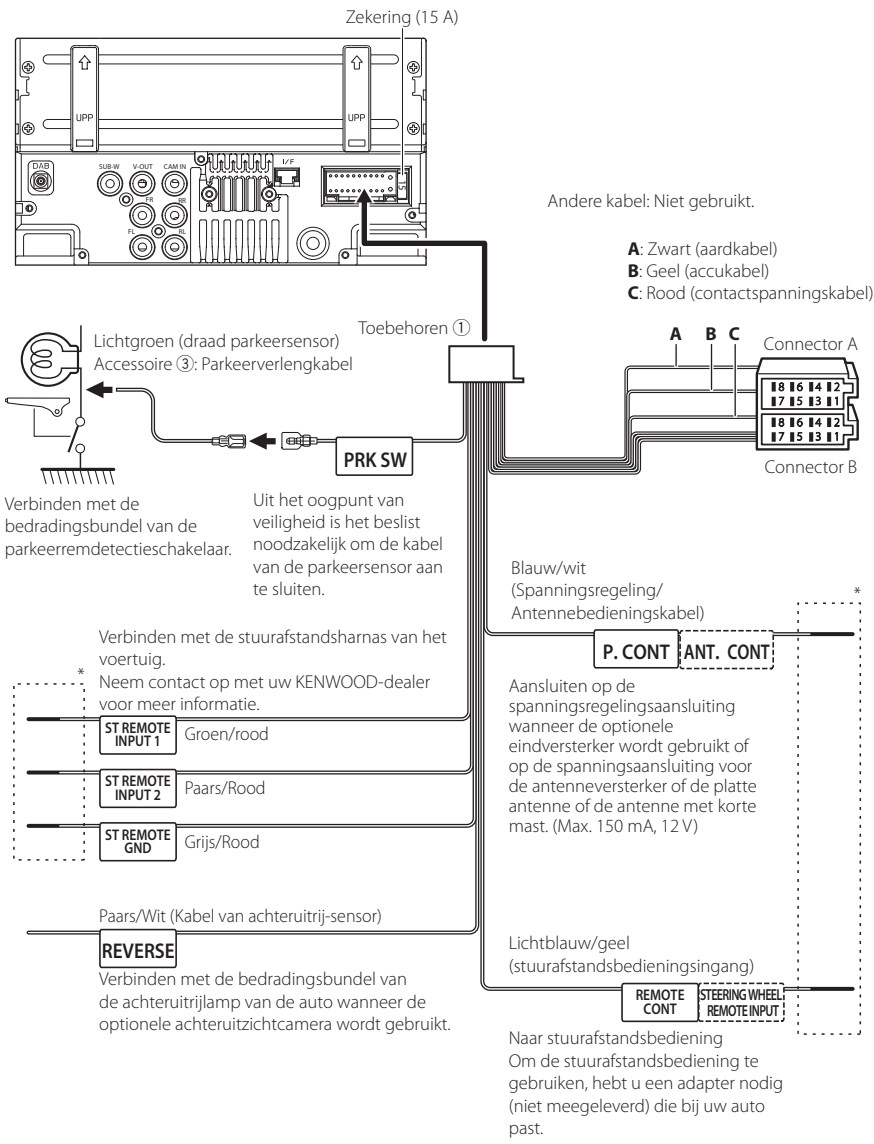 Zekering (15 A)
UPP
UPP
DAB
SUB-W
V-OUT
CAM IN
I/F
15
FR
RR
FL
RL
Andere kabel: Niet gebruikt.
A: Zwart (aardkabel)
B: Geel (accukabel)
C: Rood (contactspanningskabel)
Toebehoren ①
Lichtgroen (draad parkeersensor)
Accessoire ③: Parkeerverlengkabel
A B C
Connector A
8 6 4 2
7 5 3 1
8 6 4 2
7 5 3 1
Connector B
PRK SW
Verbinden met de
bedradingsbundel van de
parkeerremdetectieschakelaar.
Uit het oogpunt van
veiligheid is het beslist
noodzakelijk om de kabel
van de parkeersensor aan
te sluiten.
Blauw/wit
(Spanningsregeling/
Antennebedieningskabel)
*
P. CONT
ANT. CONT
Aansluiten op de
spanningsregelingsaansluiting
wanneer de optionele
eindversterker wordt gebruikt of
op de spanningsaansluiting voor
de antenneversterker of de platte
antenne of de antenne met korte
mast. (Max. 150 mA, 12 V)
Verbinden met de stuurafstandsharnas van het
voertuig.
Neem contact op met uw KENWOOD-dealer
voor meer informatie.
*
ST REMOTE
INPUT 1
Groen/rood
ST REMOTE
INPUT 2
Paars/Rood
ST REMOTE
GND
Grijs/Rood
Paars/Wit (Kabel van achteruitrij-sensor)
REVERSE
Verbinden met de bedradingsbundel van
de achteruitrijlamp van de auto wanneer de
optionele achteruitzichtcamera wordt gebruikt.
Lichtblauw/geel
(stuurafstandsbedieningsingang)
REMOTE
CONT
STEERING WHEEL
REMOTE INPUT
Naar stuurafstandsbediening
Om de stuurafstandsbediening te
gebruiken, hebt u een adapter nodig
(niet meegeleverd) die bij uw auto
past.